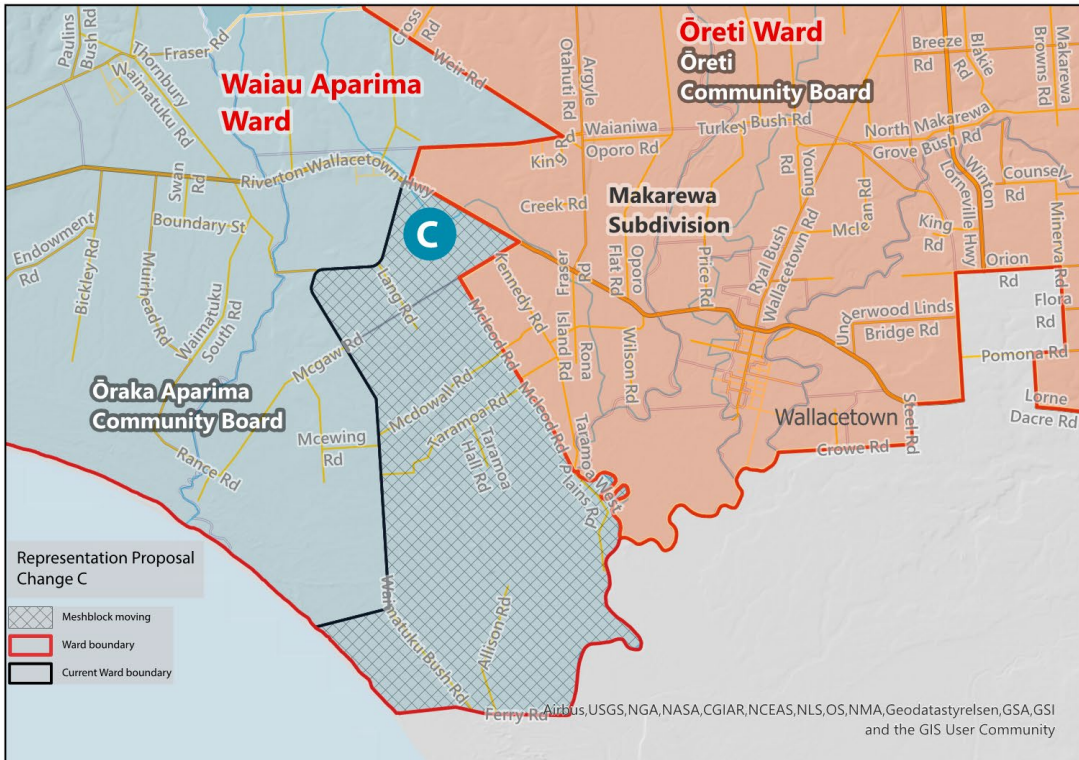 Paulins
Bush Rd
Fraser Rd
Thornbury
Waimatuku Rd
Waiau Aparima
Ward
Closs Rd
Weir Rd
Otahuti Rd
Argyle
Ōreti Ward
Ōreti
Community Board
Breeze Rd
Blakie
Rd
Makarewa
Browns Rd
King Rd
Waianiwa
Oporo Rd
Turkey Bush Rd
North Makarewa
Grove Bush Rd
Riverton Wallacetown Hwy
Swan
Rd
Boundary St
Endowment
Rd
Bickley Rd
Muirhead Rd
Waimatuku
South Rd
C
Creek Rd
Makarewa
Subdivision
Young
Rd
Mclean Rd
Ryal Bush
Wallacetown Rd
King
Rd
Winton
Lorneville Hwy
Counsell
Rd
Minerva Rd
Orion
Rd
Flora
Rd
Lang Rd
Kennedy Rd
Fraser
Rd
Oporo
Flat Rd
Price Rd
Underwood Linds
Bridge Rd
Pomona Rd
Mcgaw Rd
Mcleod Rd
Island Rd
Rona
Wilson Rd
Ōraka Aparima
Community Board
Mcdowall Rd
Taramoa Rd
Mcleod Rd
Wallacetown
Steel Rd
Lorne
Dacre Rd
Crowe Rd
Mcewing
Rd
Taramoa
Hall Rd
Taramoa West
Plains Rd
Rance Rd
Representation Proposal
Change C
Meshblock moving
Ward boundary
Current Ward boundary
Waimatuku Bush Rd
Allison Rd
Ferry Rd
Airbus,USGS,NGA,NASA,CGIAR,NCEAS,NLS,OS,NMA,Geodatastyrelsen,GSA,GSI
and the GIS User Community